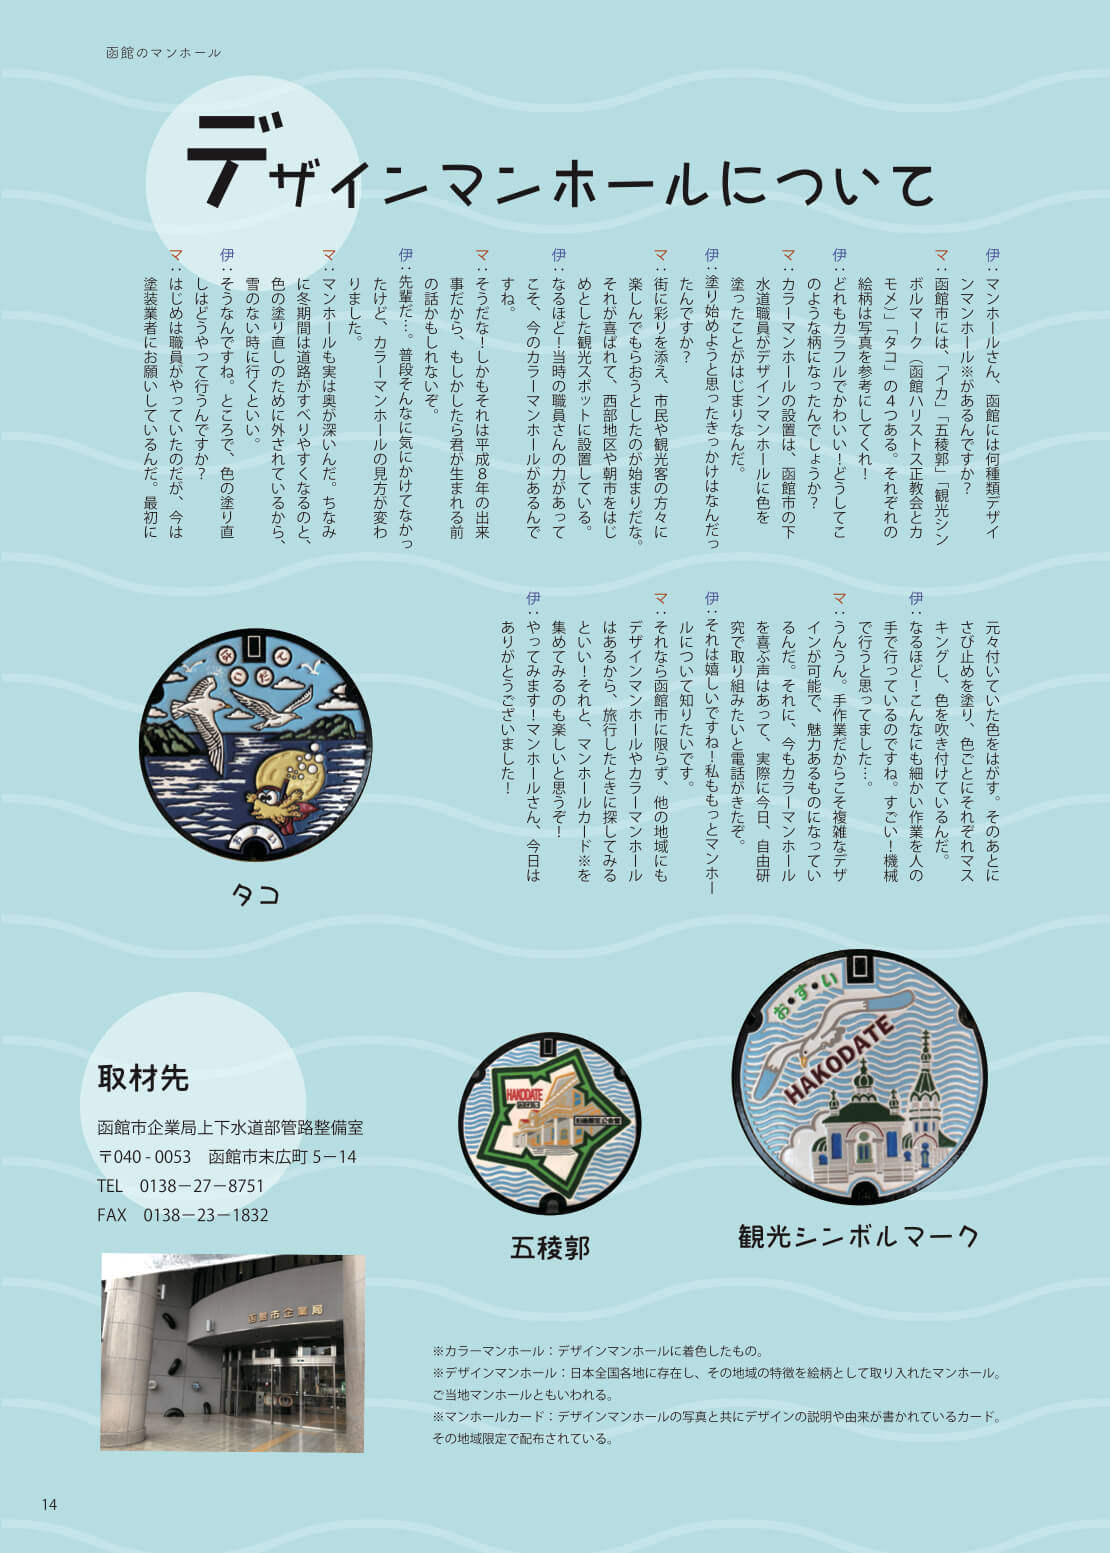 函館のマンホール
デザインマンホールについて
伊：マンホールさん、函館には何種類デザイ
ンマンホール※があるんですか？
マ：函館市には、「イカ」「五稜郭」「観光シン
ボルマーク（函館ハリストス正教会とカ
モメ）」「タコ」の４つある。それぞれの
絵柄は写真を参考にしてくれ！
伊：どれもカラフルでかわいい！どうしてこ
のような柄になったんでしょうか？
マ：カラーマンホールの設置は、函館市の下
水道職員がデザインマンホールに色を
塗ったことがはじまりなんだ。
伊：塗り始めようと思ったきっかけはなんだっ
たんですか？
マ：街に彩りを添え、市民や観光客の方々に
楽しんでもらおうとしたのが始まりだな。
それが喜ばれて、西部地区や朝市をはじ
めとした観光スポットに設置している。
伊：なるほど！当時の職員さんの力があって
こそ、今のカラーマンホールがあるんで
すね。
マ：そうだな！しかもそれは平成８年の出来
事だから、もしかしたら君が生まれる前
の話かもしれないぞ。
伊：先輩だ…。普段そんなに気にかけてなかっ
たけど、カラーマンホールの見方が変わ
りました。
マ：マンホールも実は奥が深いんだ。ちなみ
に冬期間は道路がすべりやすくなるのと、
色の塗り直しのために外されているから、
雪のない時に行くといい。
伊：そうなんですね。ところで、色の塗り直
しはどうやって行うんですか？
マ：はじめは職員がやっていたのだが、今は
塗装業者にお願いしているんだ。最初に
元々付いていた色をはがす。そのあとに
さび止めを塗り、色ごとにそれぞれマス
キングし、色を吹き付けているんだ。
伊：なるほど！こんなにも細かい作業を人の
手で行っているのですね。すごい！機械
で行うと思ってました…。
マ：うんうん。手作業だからこそ複雑なデザ
インが可能で、魅力あるものになってい
るんだ。それに、今もカラーマンホール
を喜ぶ声はあって、実際に今日、自由研
究で取り組みたいと電話がきたぞ。
伊：それは嬉しいですね！私ももっとマンホー
ルについて知りたいです。
マ：それなら函館市に限らず、他の地域にも
デザインマンホールやカラーマンホール
はあるから、旅行したときに探してみる
といい！それと、マンホールカード※を
集めてみるのも楽しいと思うぞ！
伊：やってみます！マンホールさん、今日は
ありがとうございました！
はこだて
おすい
タコ
HAKODATE
五稜郭
お・す・い
HAKODATE
観光シンボルマーク
取材先
函館市企業局上下水道部管路整備室
〒040 - 0053　函館市末広町 5－14
TEL　0138－27－8751
FAX　0138－23－1832
函館市企業局
※カラーマンホール：デザインマンホールに着色したもの。
※デザインマンホール：日本全国各地に存在し、その地域の特徴を絵柄として取り入れたマンホール。
ご当地マンホールともいわれる。
※マンホールカード：デザインマンホールの写真と共にデザインの説明や由来が書かれているカード。
その地域限定で配布されている。
14